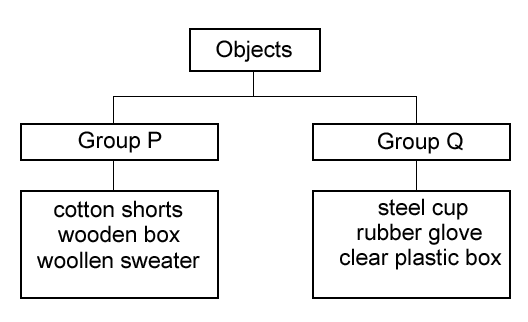 Objects
Group P
Group Q
cotton shorts
wooden box
woollen sweater
steel cup
rubber glove
clear plastic box